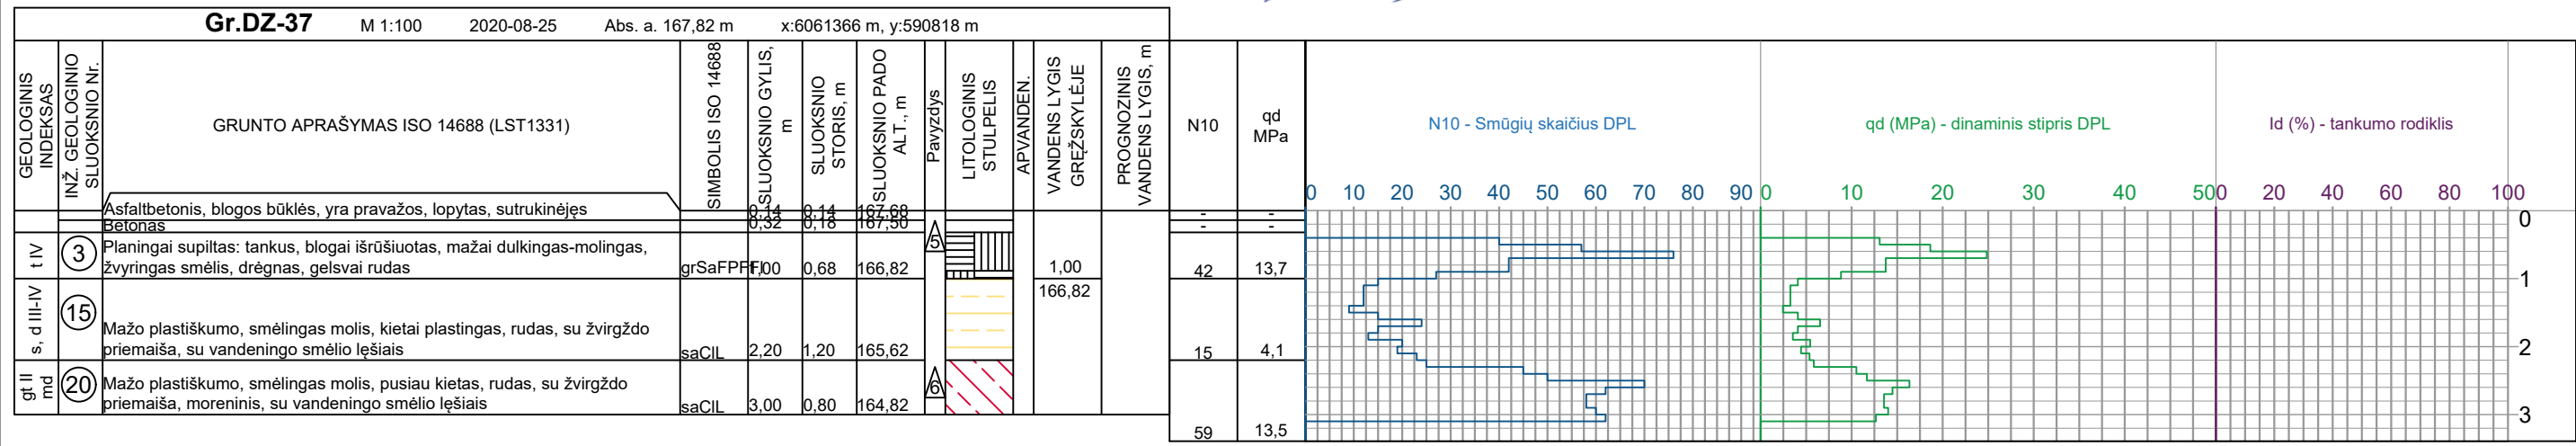 Gr.DZ-37 M 1:100 2020-08-25 Abs. a. 167,82 m x:6061366 m, y:590818 m
GEOLOGINIS
INDEKSAS
INŽ. GEOLOGINIO
SLUOKSNIO Nr.
GRUNTO APRAŠYMAS ISO 14688 (LST1331)
SIMBOLIS ISO 14688
SLUOKSNIO GYLIS,
m
SLUOKSNIO
STORIS, m
SLUOKSNIO PADO
ALT., m
Pavyzdys
LITOLOGINIS
STULPELIS
APVANDEN.
VANDENS LYGIS
GRĘŽSKYLĖJE
PROGNOZINIS
VANDENS LYGIS, m
N10
qd
MPa
N10 - Smūgių skaičius DPL
qd (MPa) - dinaminis stipris DPL
Id (%) - tankumo rodiklis
0 10 20 30 40 50 60 70 80 90
0 10 20 30 40 50
0 20 40 60 80 100
Asfaltbetonis, blogos būklės, yra pravažos, lopytas, sutrukinėjęs 0,14 0,14 167,68 - -
Betonas 0,32 0,18 167,50 - -
t IV 3 Planingai supiltas: tankus, blogai išrūšiuotas, mažai dulkingas-molingas,
žvyringas smėlis, drėgnas, gelsvai rudas 1,00 0,68 166,82 5 1,00 42 13,7
166,82
s, d III-IV 15 Mažo plastiškumo, smėlingas molis, kietai plastingas, rudas, su žvirgždo
priemaiša, su vandeningo smėlio lęšiais saClL 2,20 1,20 165,62 15 4,1
gt II
md
20 Mažo plastiškumo, smėlingas molis, pusiau kietas, rudas, su žvirgždo
priemaiša, moreninis, su vandeningo smėlio lęšiais saClL 3,00 0,80 164,82 6
59 13,5
0
1
2
3